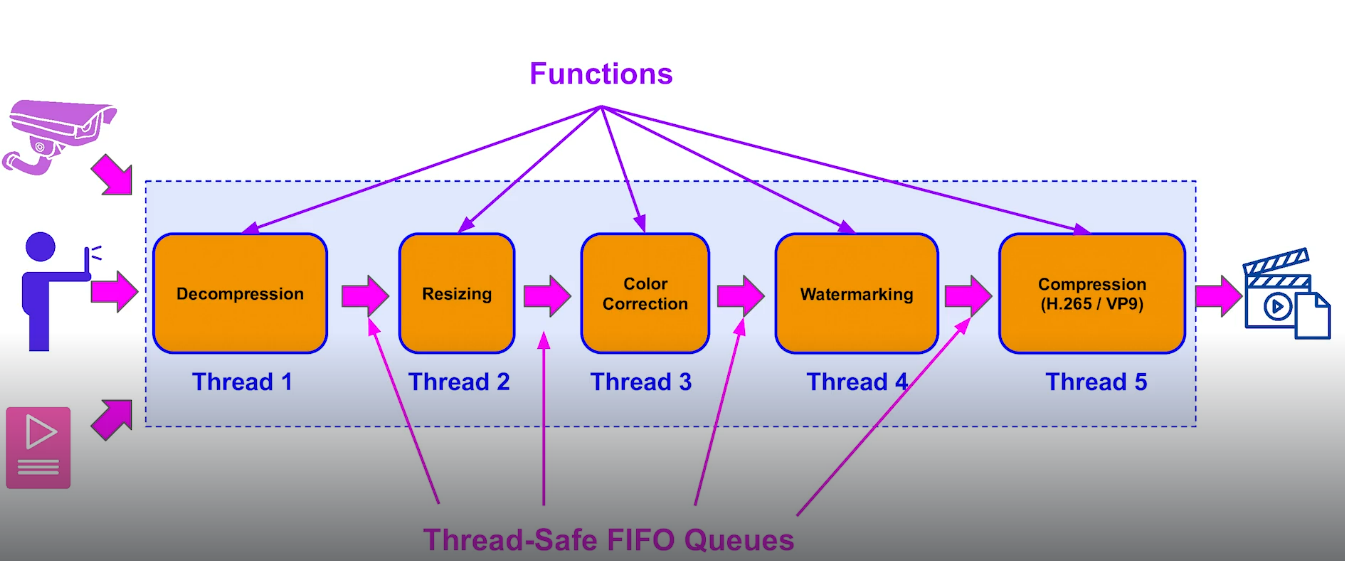 Functions
Decompression
Resizing
Color
Correction
Watermarking
Compression
(H.265 / VP9)
Thread 1
Thread 2
Thread 3
Thread 4
Thread 5
Thread-Safe FIFO Queues